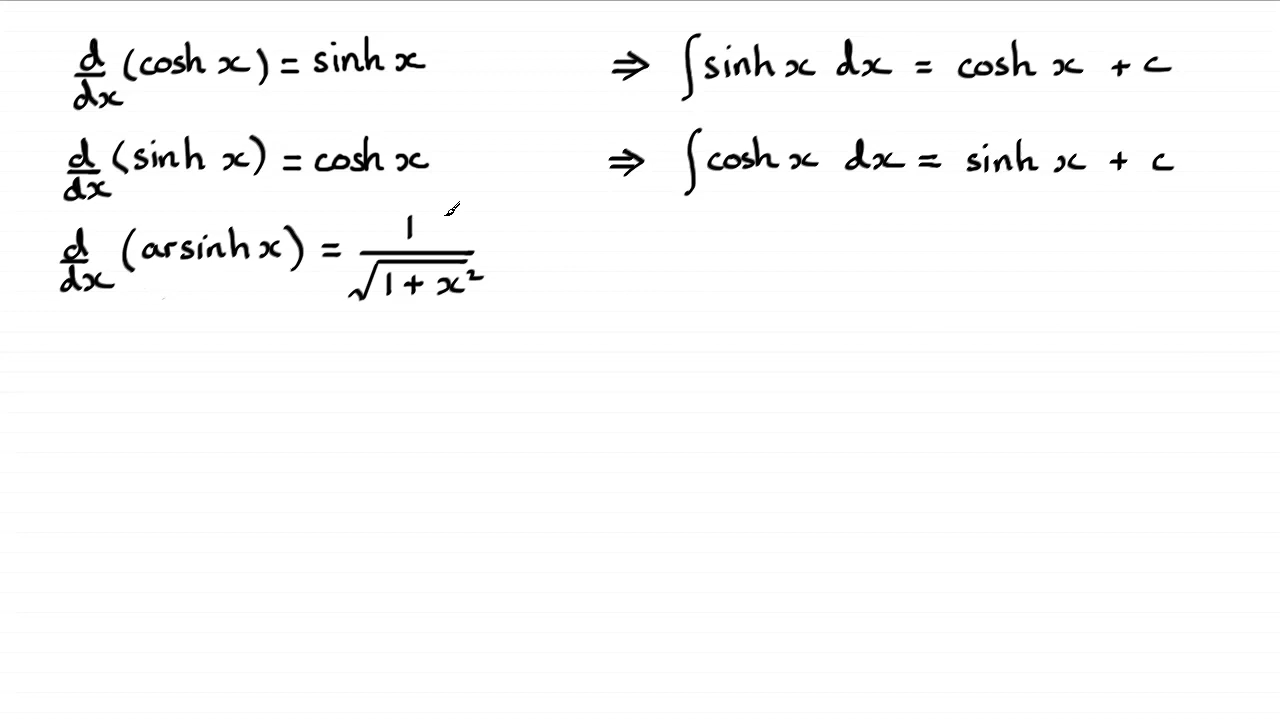 d/dx (cosh x) = sinh x ⇒ ∫ sinh x dx = cosh x + c
d/dx (sinh x) = cosh x ⇒ ∫ cosh x dx = sinh x + c
d/dx (arsinh x) = 1/√(1 + x²)